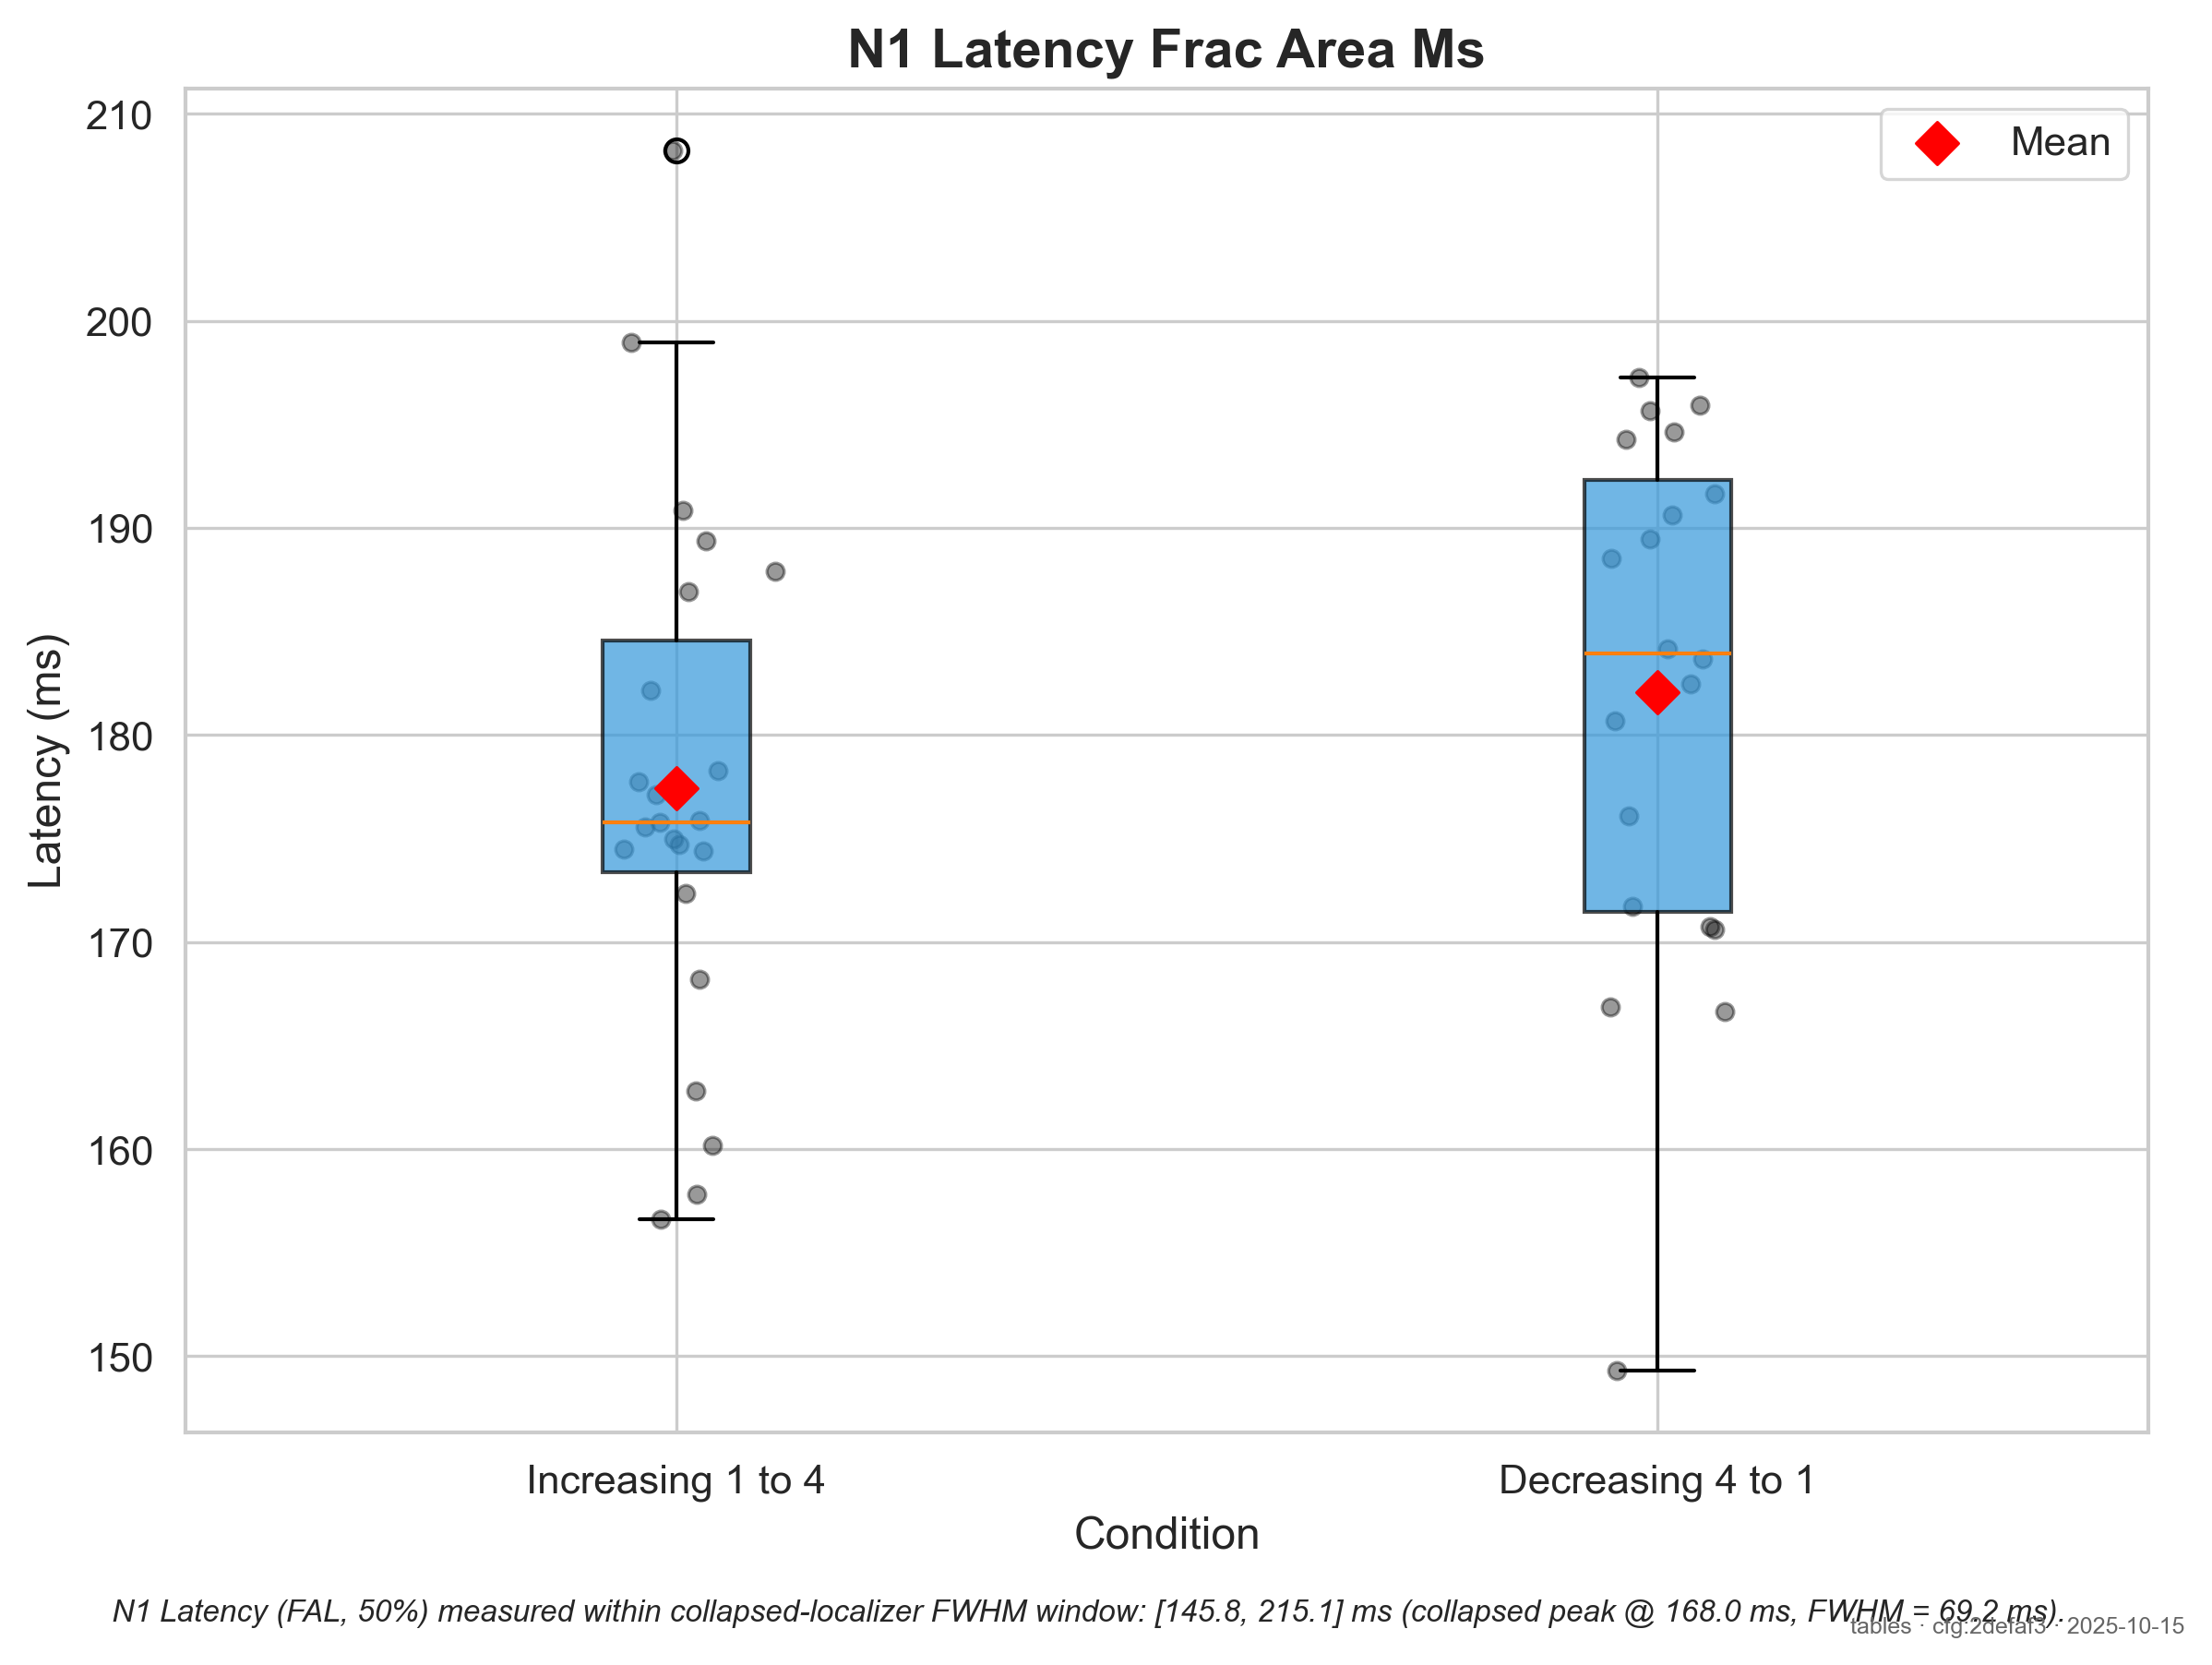 N1 Latency Frac Area Ms
Mean
210
200
190
180
170
160
150
Latency (ms)
Increasing 1 to 4
Decreasing 4 to 1
Condition
N1 Latency (FAL, 50%) measured within collapsed-localizer FWHM window: [145.8, 215.1] ms (collapsed peak @ 168.0 ms, FWHM = 69.2 ms).
tables · cfg:2defaf3 · 2025-10-15